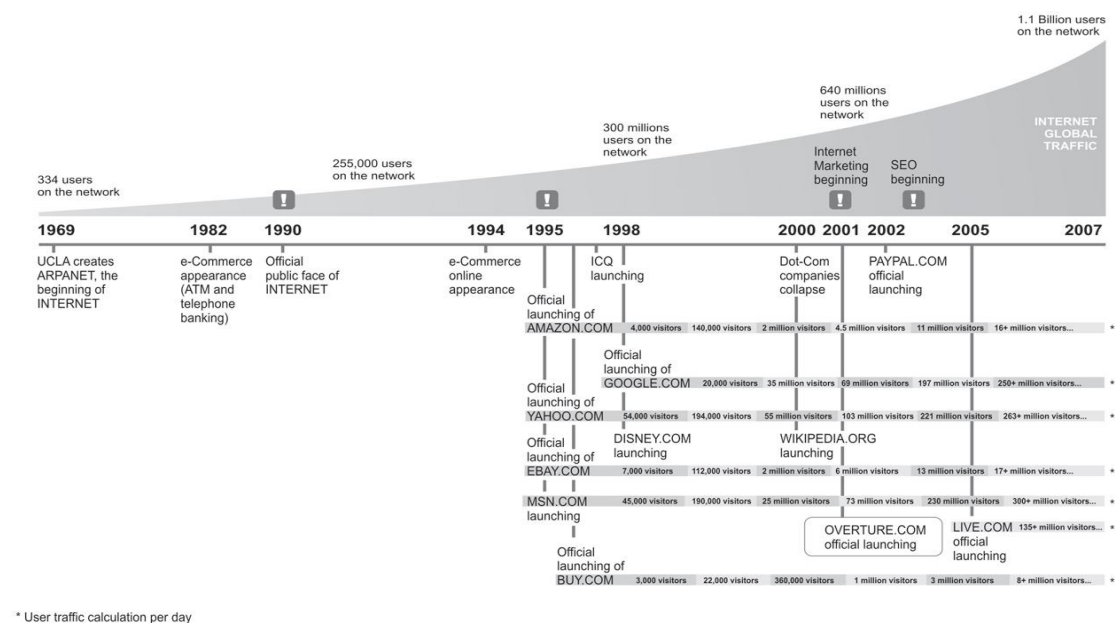 1.1 Billion users
on the network
640 millions
users on the
network
300 millions
users on the
network
255,000 users
on the network
334 users
on the network
INTERNET
GLOBAL
TRAFFIC
Internet
Marketing
beginning
SEO
beginning
! ! ! !
1969 1982 1990 1994 1995 1998 2000 2001 2002 2005 2007
UCLA creates
ARPANET, the
beginning of
INTERNET
e-Commerce
appearance
(ATM and
telephone
banking)
Official
public face of
INTERNET
e-Commerce
online
appearance
ICQ
launching
Dot-Com
companies
collapse
PAYPAL.COM
official
launching
Official
launching of
AMAZON.COM 4,000 visitors 140,000 visitors 2 million visitors 4.5 million visitors 11 million visitors 16+ million visitors... *
Official
launching of
GOOGLE.COM 20,000 visitors 35 million visitors 69 million visitors 197 million visitors 250+ million visitors... *
Official
launching of
YAHOO.COM 54,000 visitors 194,000 visitors 55 million visitors 103 million visitors 221 million visitors 263+ million visitors... *
DISNEY.COM
launching
WIKIPEDIA.ORG
launching
Official
launching of
EBAY.COM 7,000 visitors 112,000 visitors 2 million visitors 6 million visitors 13 million visitors 17+ million visitors... *
MSN.COM 45,000 visitors 190,000 visitors 25 million visitors 73 million visitors 230 million visitors 300+ million visitors... *
launching
OVERTURE.COM
official launching
LIVE.COM 135+ million visitors... *
official
launching
Official
launching of
BUY.COM 3,000 visitors 22,000 visitors 360,000 visitors 1 million visitors 3 million visitors 8+ million visitors... *
* User traffic calculation per day